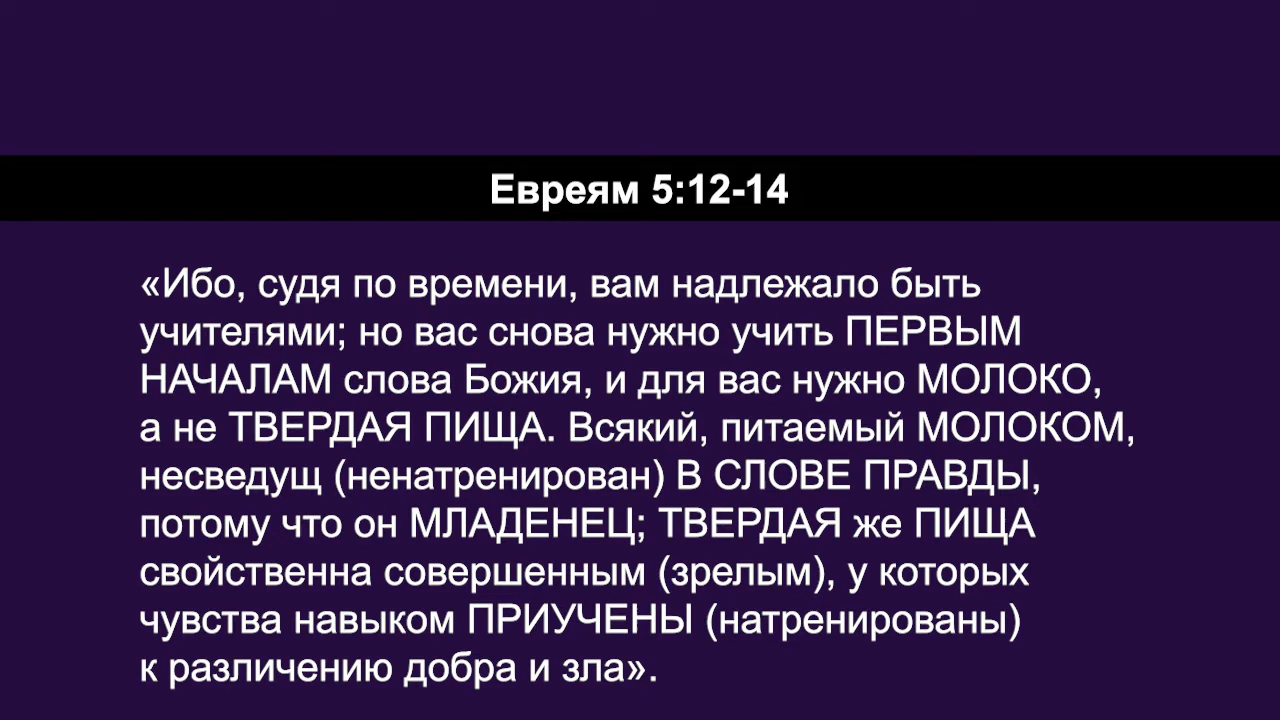 Евреям 5:12-14
«Ибо, судя по времени, вам надлежало быть
учителями; но вас снова нужно учить ПЕРВЫМ
НАЧАЛАМ слова Божия, и для вас нужно МОЛОКО,
а не ТВЕРДАЯ ПИЩА. Всякий, питаемый МОЛОКОМ,
несведущ (ненатренирован) В СЛОВЕ ПРАВДЫ,
потому что он МЛАДЕНЕЦ; ТВЕРДАЯ же ПИЩА
свойственна совершенным (зрелым), у которых
чувства навыком ПРИУЧЕНЫ (натренированы)
к различению добра и зла».